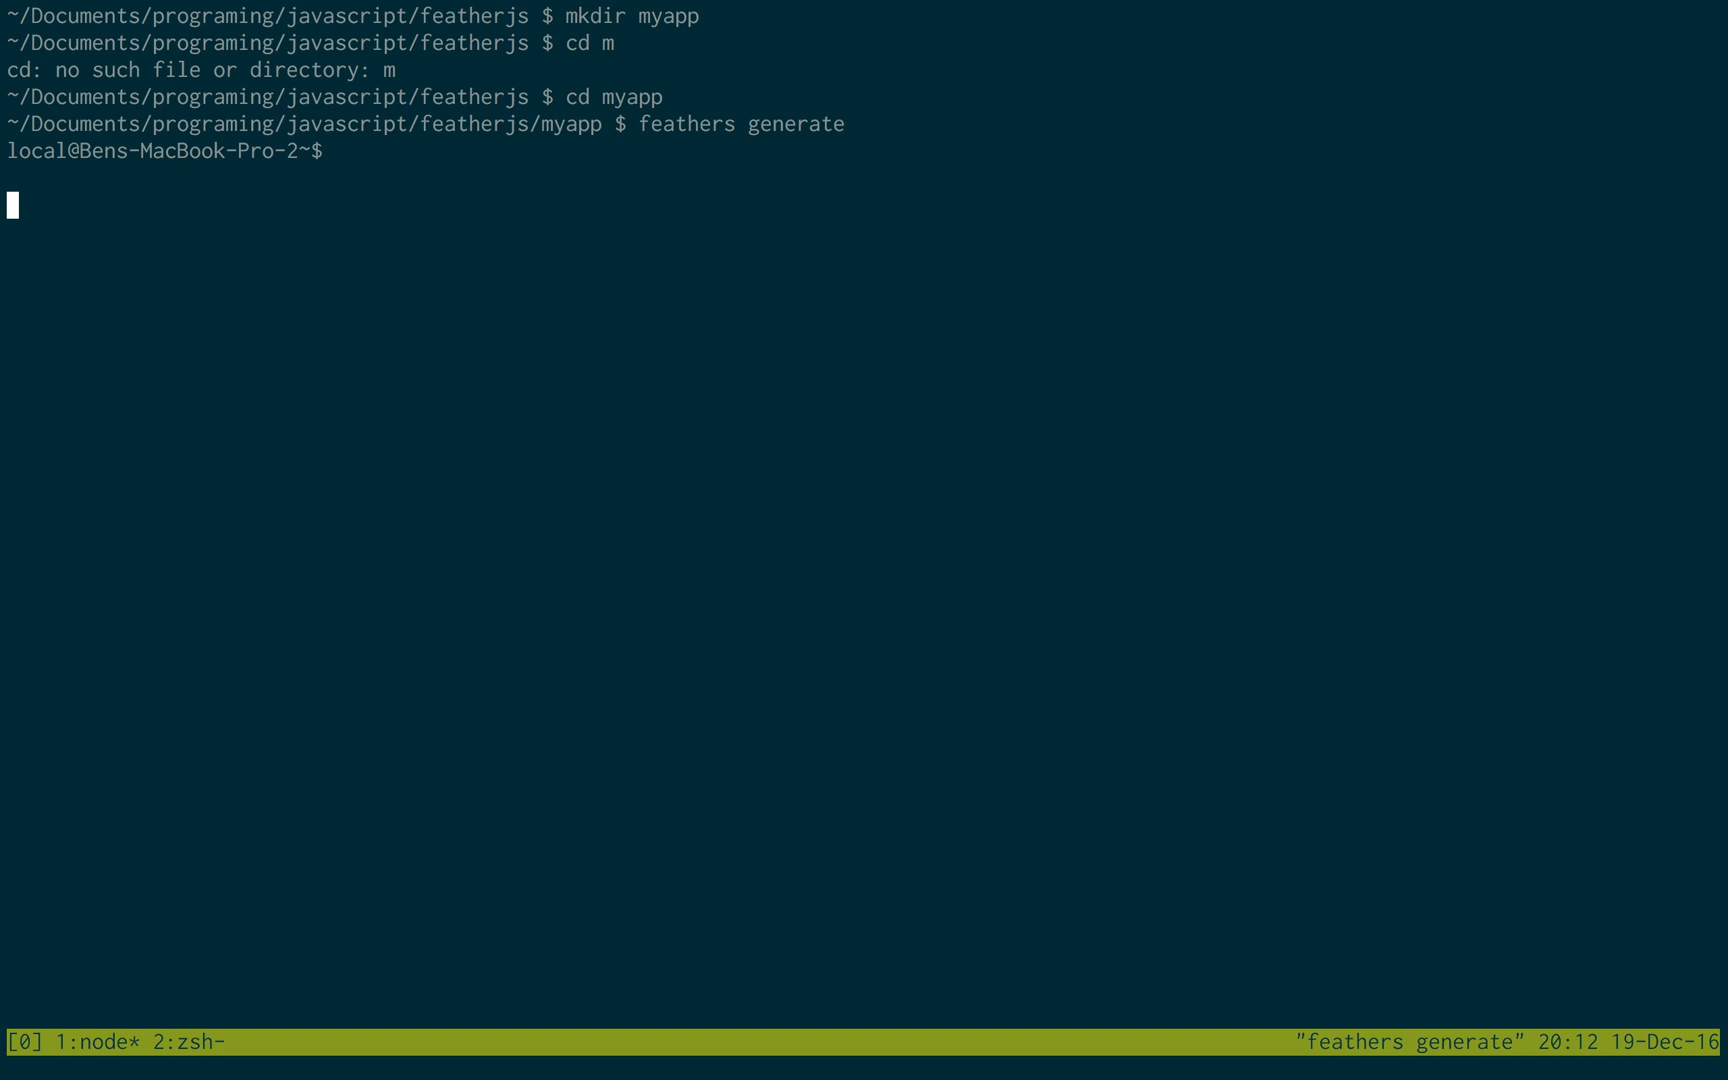 ~/Documents/programing/javascript/featherjs $ mkdir myapp
~/Documents/programing/javascript/featherjs $ cd m
cd: no such file or directory: m
~/Documents/programing/javascript/featherjs $ cd myapp
~/Documents/programing/javascript/featherjs/myapp $ feathers generate
local@Bens-MacBook-Pro-2~$
[0] 1:node* 2:zsh- "feathers generate" 20:12 19-Dec-16